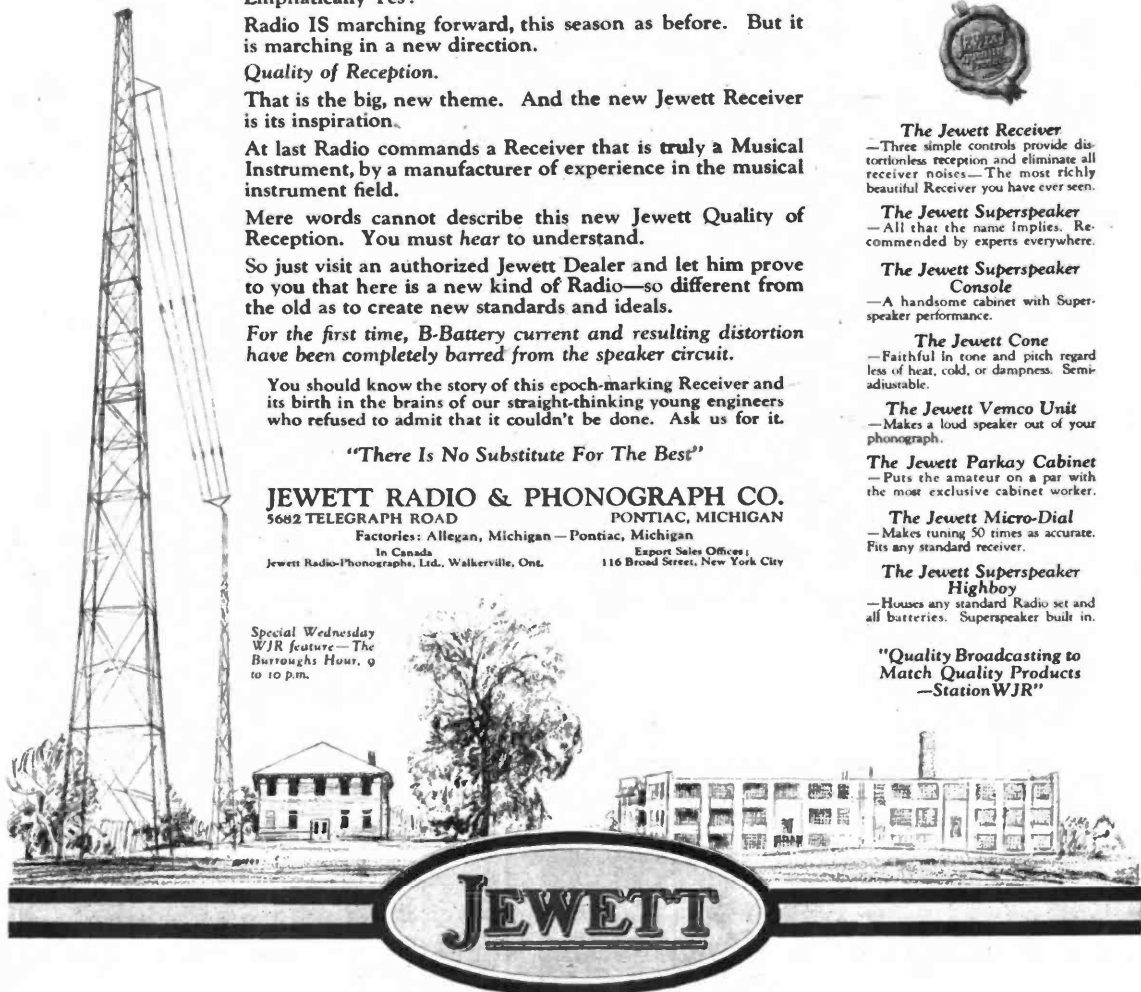 Emphatically Yes!
Radio IS marching forward, this season as before. But it
is marching in a new direction.
Quality of Reception.
That is the big, new theme. And the new Jewett Receiver
is its inspiration.
At last Radio commands a Receiver that is truly a Musical
Instrument, by a manufacturer of experience in the musical
instrument field.
Mere words cannot describe this new Jewett Quality of
Reception. You must hear to understand.
So just visit an authorized Jewett Dealer and let him prove
to you that here is a new kind of Radio—so different from
the old as to create new standards and ideals.
For the first time, B-Battery current and resulting distortion
have been completely barred from the speaker circuit.
You should know the story of this epoch-marking Receiver and
its birth in the brains of our straight-thinking young engineers
who refused to admit that it couldn't be done. Ask us for it.
"There Is No Substitute For The Best"
JEWETT RADIO & PHONOGRAPH CO.
5682 TELEGRAPH ROAD PONTIAC, MICHIGAN
Factories: Allegan, Michigan—Pontiac, Michigan
In Canada
Jewett Radio-Phonographs, Ltd., Walkerville, Ont.
Export Sales Offices:
116 Broad Street, New York City
Special Wednesday
WJR feature—The
Burroughs Hour, 9
to 10 p.m.
JEWETT
The Jewett Receiver
—Three simple controls provide dis-
tortionless reception and eliminate all
receiver noises—The most richly
beautiful Receiver you have ever seen.
The Jewett Superspeaker
—All that the name Implies. Re-
commended by experts everywhere.
The Jewett Superspeaker
Console
—A handsome cabinet with Super-
speaker performance.
The Jewett Cone
—Faithful in tone and pitch regard
less of heat, cold, or dampness. Semi-
adjustable.
The Jewett Vemco Unit
—Makes a loud speaker out of your
phonograph.
The Jewett Parkay Cabinet
—Puts the amateur on a par with
the most exclusive cabinet worker.
The Jewett Micro-Dial
—Makes tuning 50 times as accurate.
Fits any standard receiver.
The Jewett Superspeaker
Highboy
—Houses any standard Radio set and
all batteries. Superspeaker built in.
"Quality Broadcasting to
Match Quality Products
—Station WJR"
JEWETT